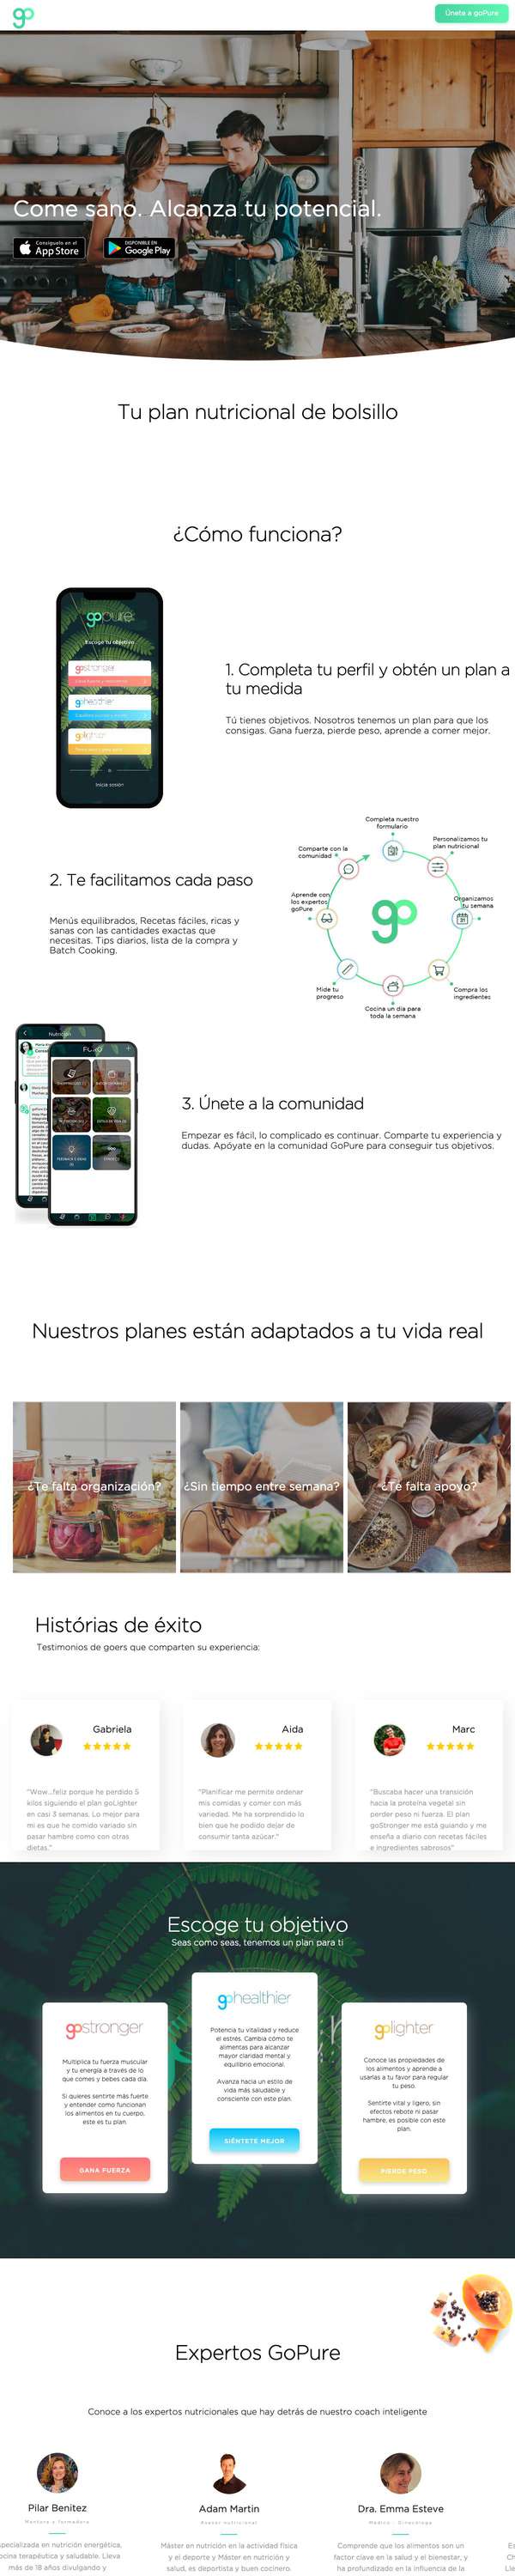 go
Únete a goPure
Come sano. Alcanza tu potencial.
Consíguelo en el
App Store
DISPONIBLE EN
Google Play
Tu plan nutricional de bolsillo
¿Cómo funciona?
gopure
Escoge tu objetivo
gostronger
gohealthier
golighter
Inicia sesión
1. Completa tu perfil y obtén un plan a
tu medida
Tú tienes objetivos. Nosotros tenemos un plan para que los
consigas. Gana fuerza, pierde peso, aprende a comer mejor.
2. Te facilitamos cada paso
Menús equilibrados, Recetas fáciles, ricas y
sanas con las cantidades exactas que
necesitas. Tips diarios, lista de la compra y
Batch Cooking.
Completa nuestro
formulario
Personalizamos tu
plan nutricional
Organizamos
tu semana
Compra los
ingredientes
Cocina un día para
toda la semana
Mide tu
progreso
Aprende con
los expertos
goPure
Comparte con la
comunidad
go
Nutrición
FORO
3. Únete a la comunidad
Empezar es fácil, lo complicado es continuar. Comparte tu experiencia y
dudas. Apóyate en la comunidad GoPure para conseguir tus objetivos.
Nuestros planes están adaptados a tu vida real
¿Te falta organización?
¿Sin tiempo entre semana?
¿Te falta apoyo?
Histórias de éxito
Testimonios de goers que comparten su experiencia:
Gabriela
"Wow...feliz porque he perdido 5
kilos siguiendo el plan goLighter
en casi 3 semanas. Lo mejor para
mi es que he comido variado sin
pasar hambre como con otras
dietas."
Aida
"Planificar me permite ordenar
mis comidas y comer con más
variedad. Me ha sorprendido lo
bien que he podido dejar de
consumir tanta azúcar."
Marc
"Buscaba hacer una transición
hacia la proteína vegetal sin
perder peso ni fuerza. El plan
goStronger me está guiando y me
enseña a diario con recetas fáciles
e ingredientes sabrosos"
Escoge tu objetivo
Seas como seas, tenemos un plan para ti
gostronger
Multiplica tu fuerza muscular
y tu energía a través de lo
que comes y bebes cada día.
Si quieres sentirte más fuerte
y entender como funcionan
los alimentos en tu cuerpo,
este es tu plan.
GANA FUERZA
gohealthier
Potencia tu vitalidad y reduce
el estrés. Cambia cómo te
alimentas para alcanzar
mayor claridad mental y
equilibrio emocional.
Avanza hacia un estilo de
vida más saludable y
consciente con este plan.
SIÉNTETE MEJOR
golighter
Conoce las propiedades de
los alimentos y aprende a
usarlas a tu favor para regular
tu peso.
Sentirte vital y ligero, sin
efectos rebote ni pasar
hambre, es posible con este
plan.
PIERDE PESO
Expertos GoPure
Conoce a los expertos nutricionales que hay detrás de nuestro coach inteligente
Pilar Benitez
Mentora y formadora
specializada en nutrición energética,
ocina terapéutica y saludable. Lleva
más de 18 años divulgando y
Adam Martin
Asesor nutricional
Máster en nutrición en la actividad física
y el deporte y Máster en nutrición y
salud, es deportista y buen cocinero.
Dra. Emma Esteve
Médico - Ginecóloga
Comprende que los alimentos son un
factor clave en la salud y el bienestar, y
ha profundizado en la influencia de la